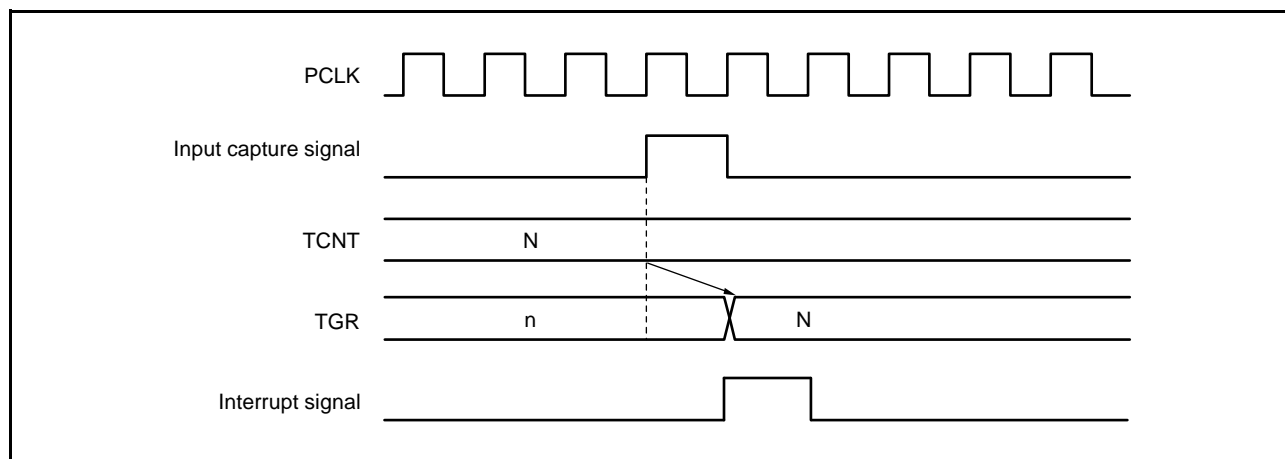 PCLK
Input capture signal
TCNT
N
TGR
n
N
Interrupt signal